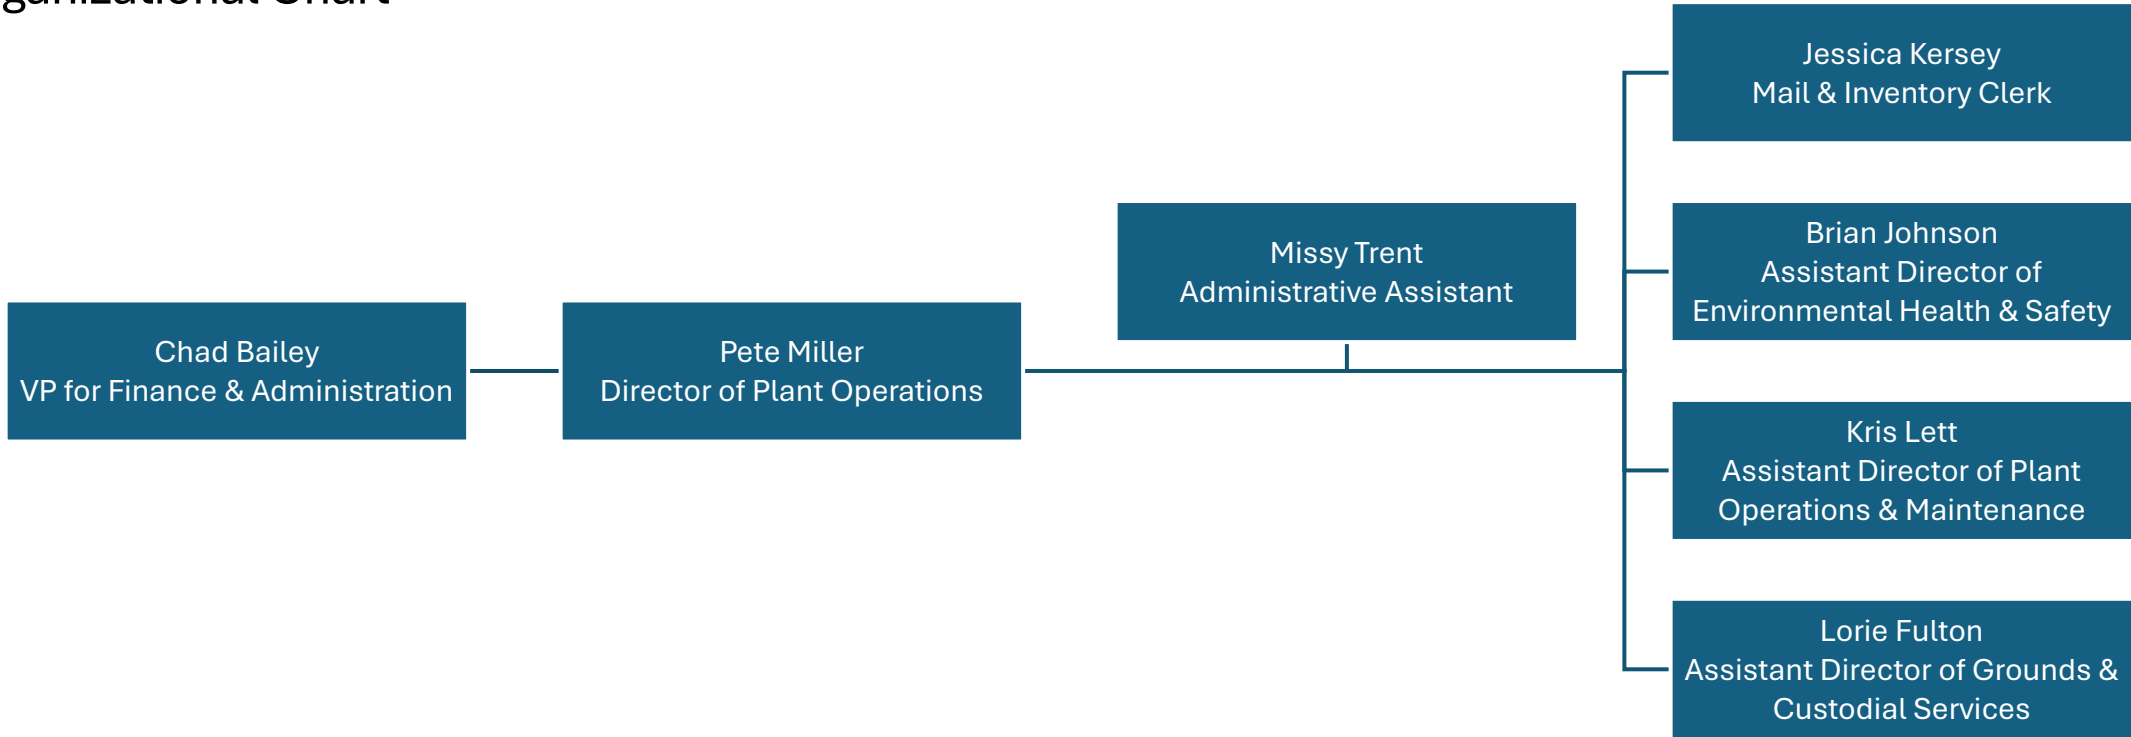 ganizational Chart
Jessica Kersey
Mail & Inventory Clerk
Missy Trent
Administrative Assistant
Brian Johnson
Assistant Director of
Environmental Health & Safety
Chad Bailey
VP for Finance & Administration
Pete Miller
Director of Plant Operations
Kris Lett
Assistant Director of Plant
Operations & Maintenance
Lorie Fulton
Assistant Director of Grounds &
Custodial Services